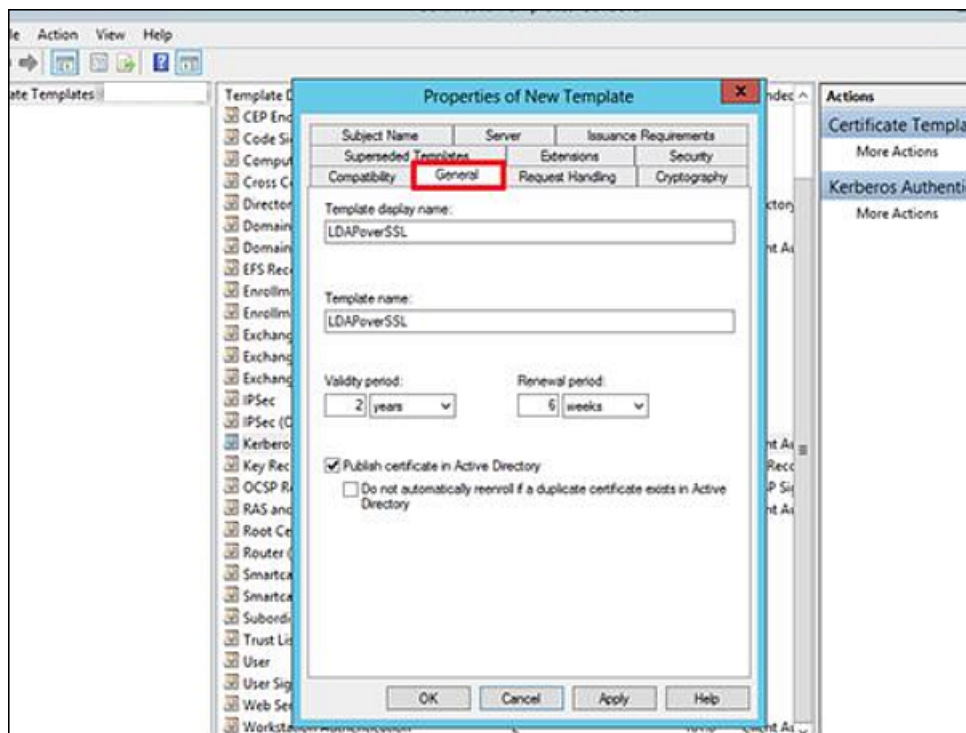 Action View Help
ate Templates
Template D
Properties of New Template
x
Actions
CEP Enc
Code Si
Certificate Templa
Comput
More Actions
Cross Ce
Kerberos Authenti
Director
More Actions
Domain
Domain
EFS Reco
Enrollm
Enrollm
Exchang
Exchang
Exchang
IPSec
IPSec (O
Kerbero
Key Rec
OCSP R
RAS and
Root Ce
Router (
Smartca
Smartca
Subordi
Trust Lis
User
User Sig
Web Se
Workstation Authentication
Subject Name Server Issuance Requirements
Superseded Templates Extensions Security
Compatibility General Request Handling Cryptography
Template display name:
LDAPoverSSL
Template name:
LDAPoverSSL
Validity period: Renewal period:
2 years 6 weeks
Publish certificate in Active Directory
Do not automatically reenroll if a duplicate certificate exists in Active
Directory
OK Cancel Apply Help